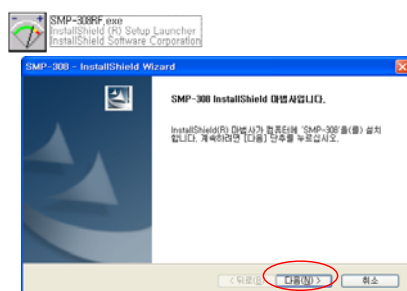 SMP-308RF.exe
InstallShield (R) Setup Launcher
InstallShield Software Corporation
SMP-308 - InstallShield Wizard
SMP-308 InstallShield 마법사입니다.
InstallShield(R) 마법사가 컴퓨터에 'SMP-308'을(를) 설치
합니다. 계속하려면 [다음] 단추를 누르십시오.
< 뒤로(B) 다음(N) > 취소